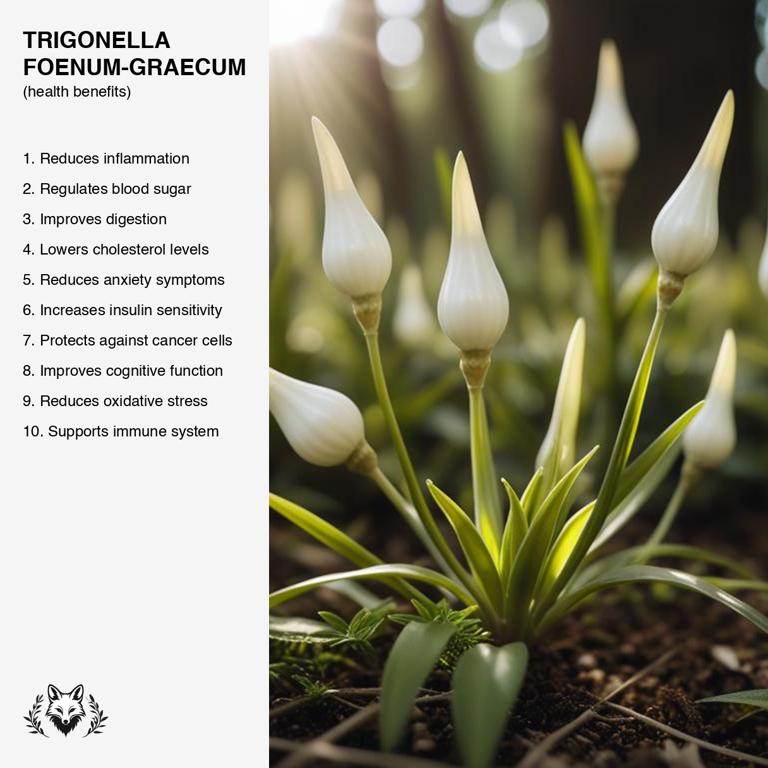 TRIGONELLA
FOENUM-GRAECUM
(health benefits)
1. Reduces inflammation
2. Regulates blood sugar
3. Improves digestion
4. Lowers cholesterol levels
5. Reduces anxiety symptoms
6. Increases insulin sensitivity
7. Protects against cancer cells
8. Improves cognitive function
9. Reduces oxidative stress
10. Supports immune system